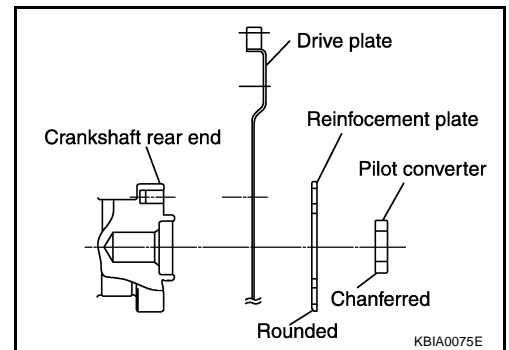 Drive plate
Reinfocement plate
Crankshaft rear end
Pilot converter
Chanferred
Rounded
KBIA0075E